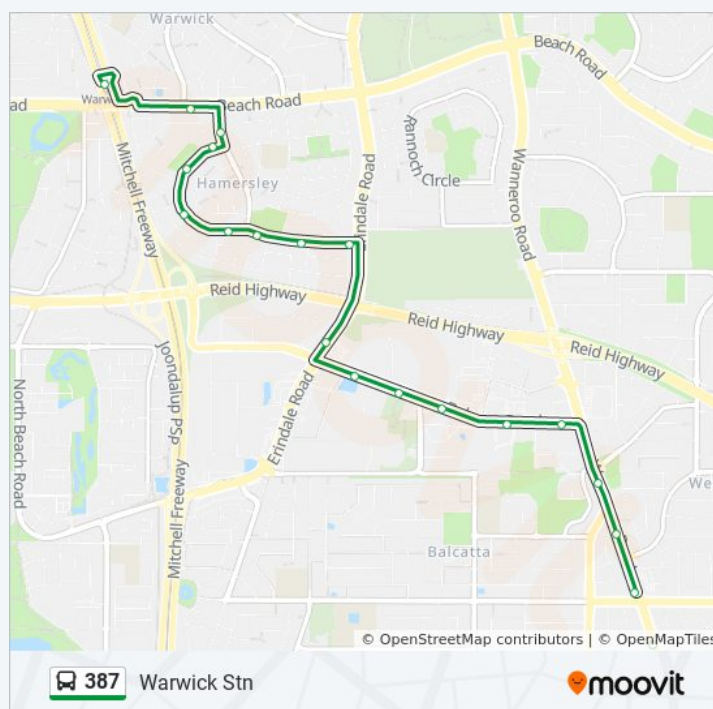 Warwick
Beach Road
Beach Road
ad
Warw
Mitchell Freeway
Hamersley
Rannoch Circle
Wanneroo Road
Erindale Road
Reid Highway
Reid Highway
Reid Highway
Joondalup PSP
North Beach Road
Erindale Road
Mitchell Freeway
We
Balcatta
© OpenStreetMap contributors | © OpenMapTiles
387 Warwick Stn
moovit